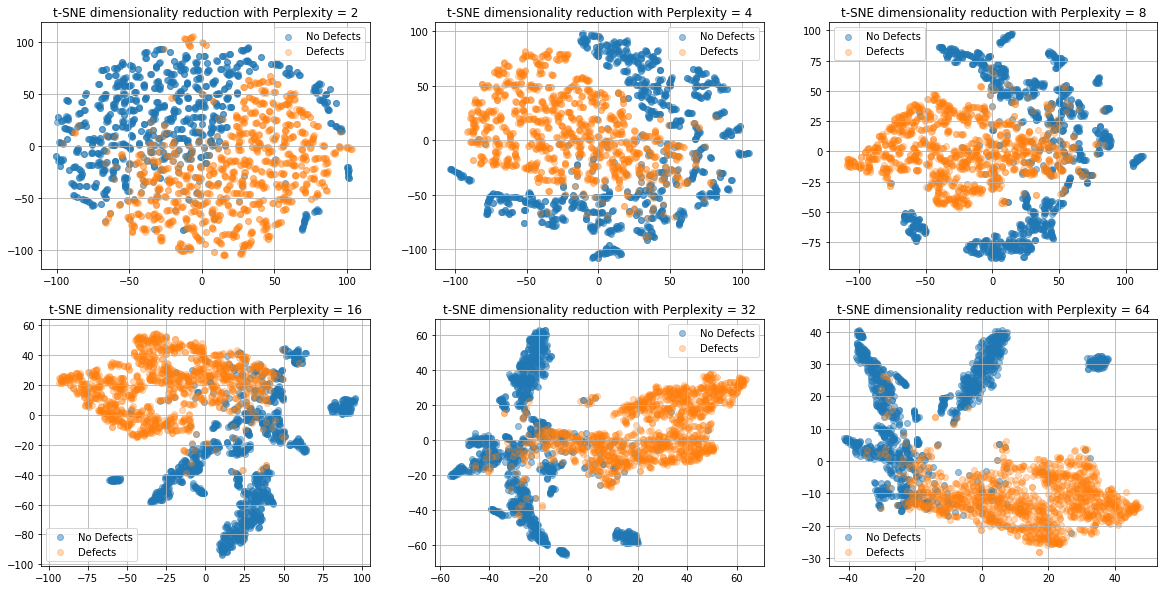 t-SNE dimensionality reduction with Perplexity = 2
No Defects
Defects
100
50
0
−50
−100
−100 −50 0 50 100
t-SNE dimensionality reduction with Perplexity = 4
No Defects
Defects
100
50
0
−50
−100
−100 −50 0 50 100
t-SNE dimensionality reduction with Perplexity = 8
No Defects
Defects
100
75
50
25
0
−25
−50
−75
−100 −50 0 50 100
t-SNE dimensionality reduction with Perplexity = 16
60
40
20
0
−20
−40
−60
−80
−100
No Defects
Defects
−100 −75 −50 −25 0 25 50 75 100
t-SNE dimensionality reduction with Perplexity = 32
No Defects
Defects
60
40
20
0
−20
−40
−60
−60 −40 −20 0 20 40 60
t-SNE dimensionality reduction with Perplexity = 64
40
30
20
10
0
−10
−20
−30
No Defects
Defects
−40 −20 0 20 40